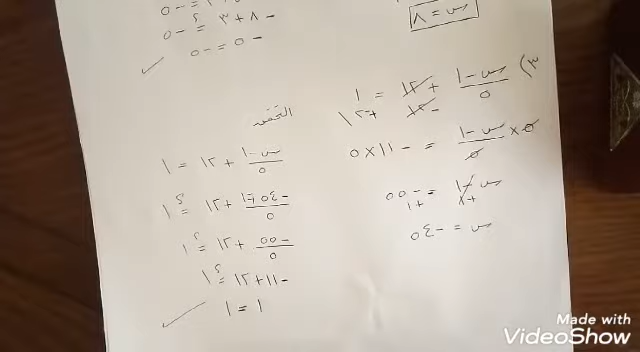 س = ٨
-٨ + ٣ ≟ -٥
-٥ = -٥ ✓
٣) (س - ١)/٥ + ١٢ = ١
-١٢ -١٢
٥ × (س - ١)/٥ = -١١ × ٥
س - ١ = -٥٥
+١ +١
س = -٥٤
التحقق
(س - ١)/٥ + ١٢ = ١
(-٥٤ - ١)/٥ + ١٢ ≟ ١
-٥٥/٥ + ١٢ ≟ ١
-١١ + ١٢ ≟ ١
١ = ١ ✓
Made with
VideoShow